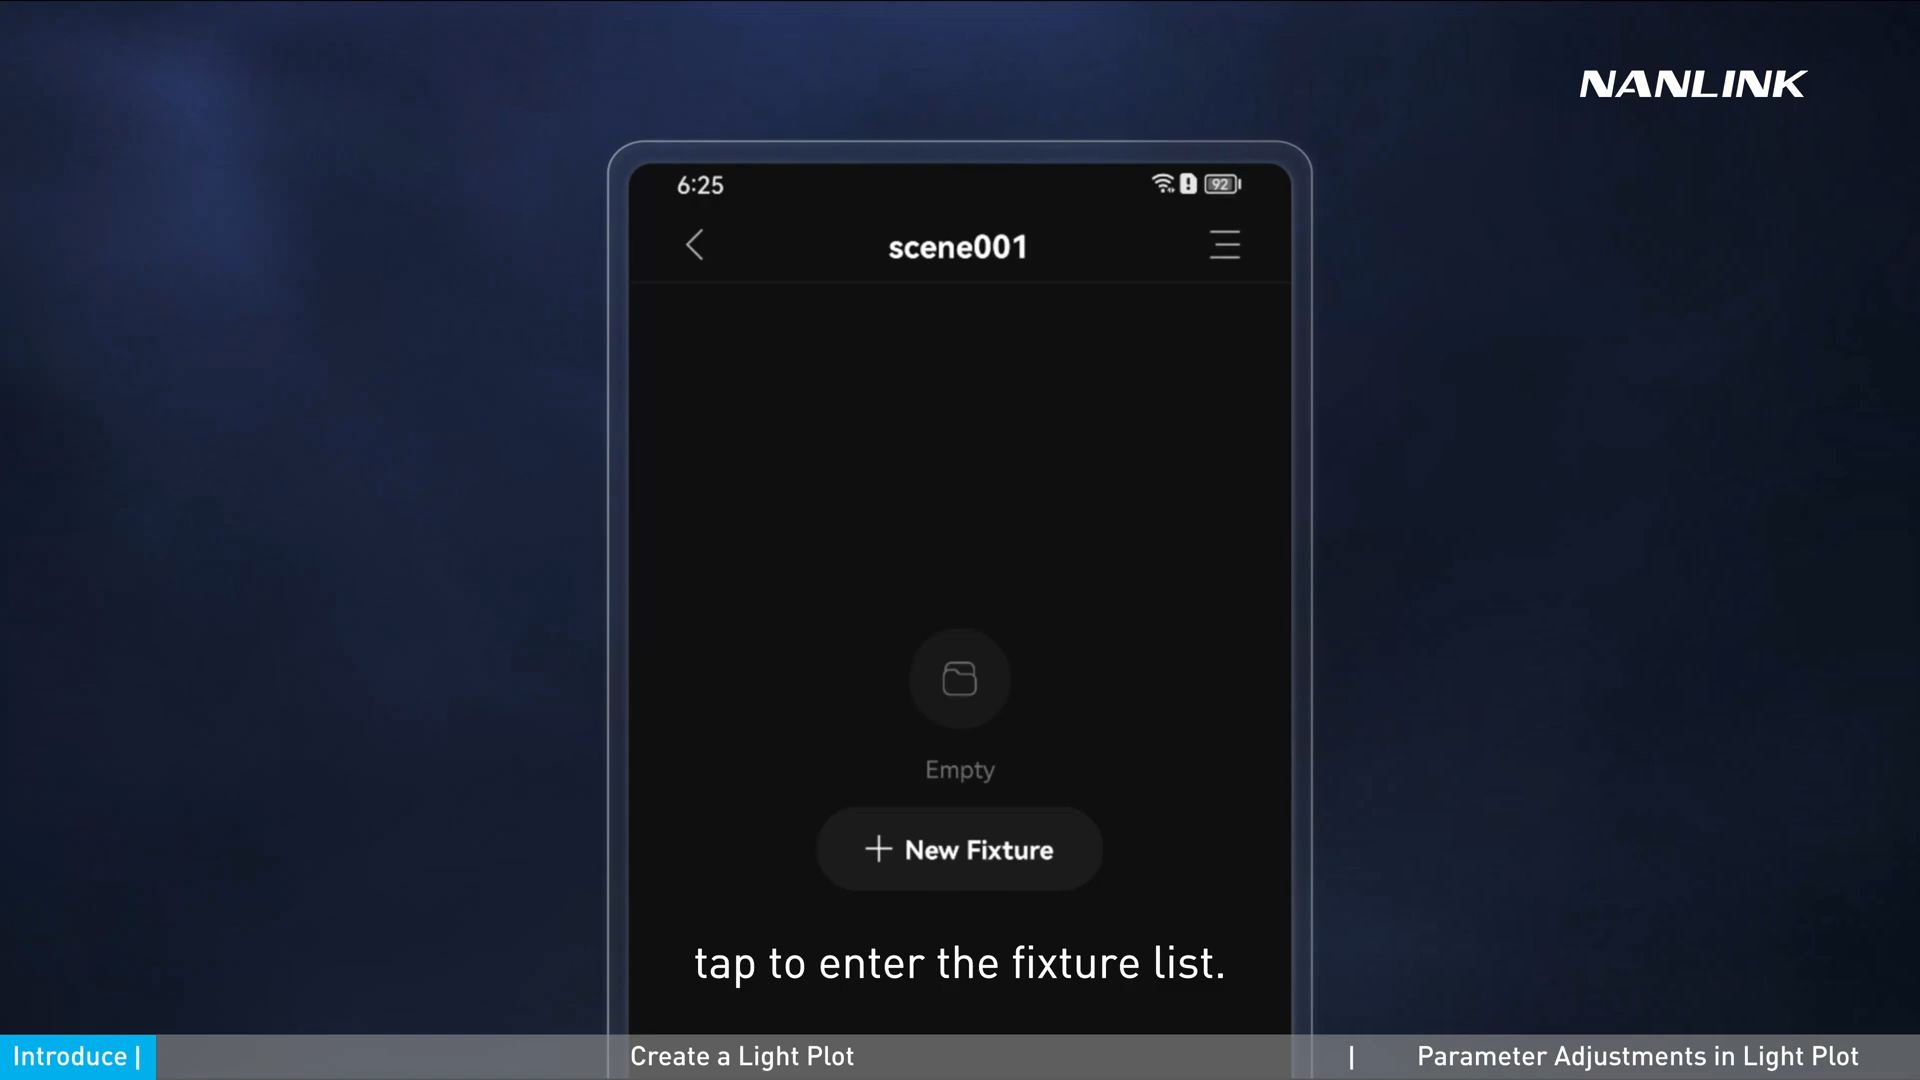 NANLINK
6:25
92
scene001
Empty
+ New Fixture
tap to enter the fixture list.
Introduce | Create a Light Plot | Parameter Adjustments in Light Plot